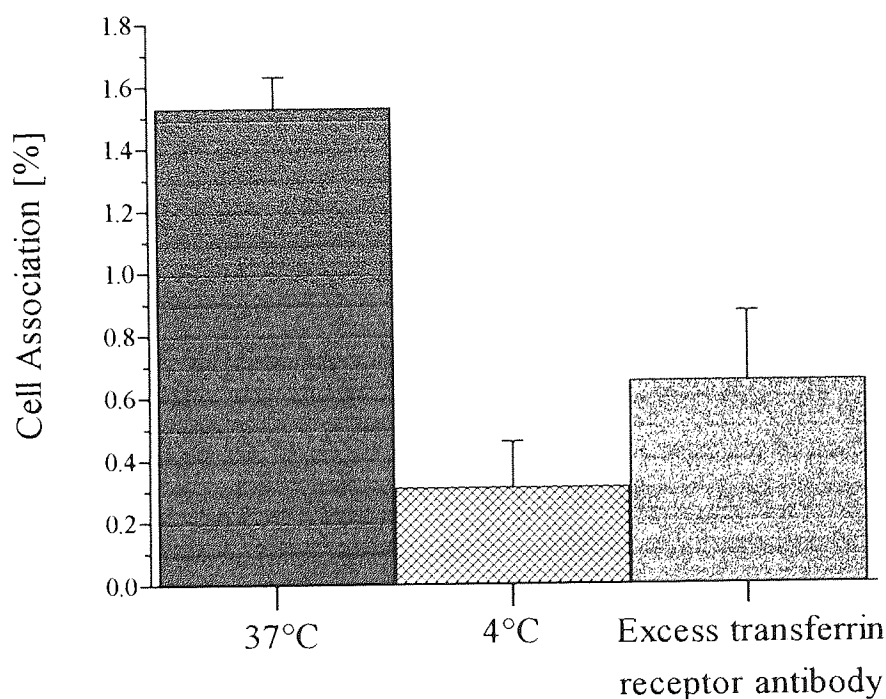 Cell Association [%]
1.8
1.6
1.4
1.2
1.0
0.8
0.6
0.4
0.2
0.0
37°C
4°C
Excess transferrin
receptor antibody